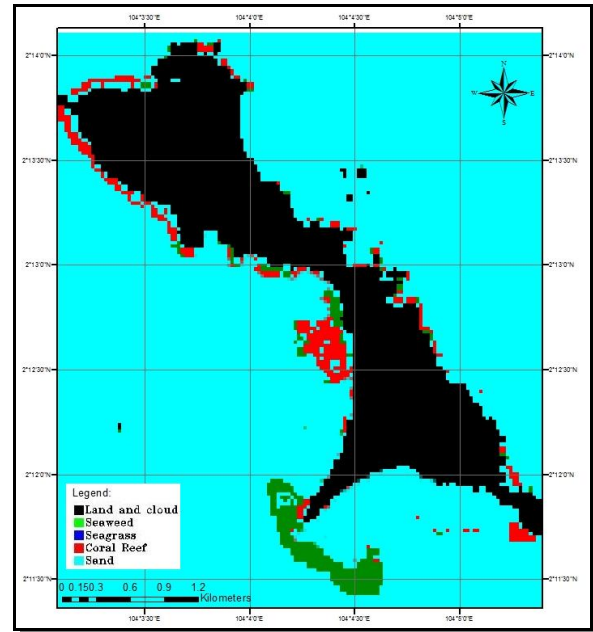 104°3'30"E 104°4'0"E 104°4'30"E 104°5'0"E
2°14'0"N 2°14'0"N
N
W E
S
2°13'30"N 2°13'30"N
2°13'0"N 2°13'0"N
2°12'30"N 2°12'30"N
2°12'0"N 2°12'0"N
Legend:
Land and cloud
Seaweed
Seagrass
Coral Reef
Sand
2°11'30"N 2°11'30"N
0 0.150.3 0.6 0.9 1.2
Kilometers
104°3'30"E 104°4'0"E 104°4'30"E 104°5'0"E